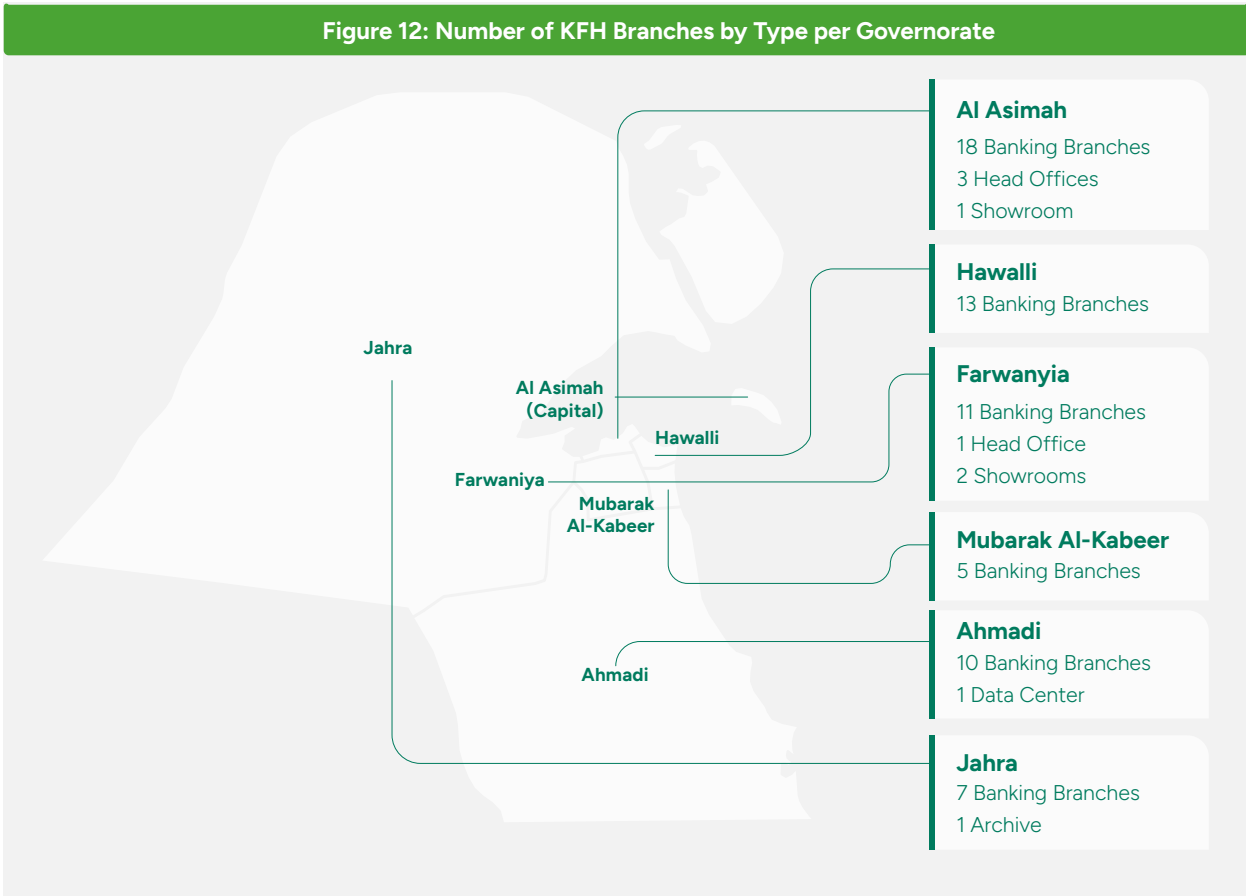 Figure 12: Number of KFH Branches by Type per Governorate
Jahra
Al Asimah
(Capital)
Hawalli
Farwaniya
Mubarak
Al-Kabeer
Ahmadi
Al Asimah
18 Banking Branches
3 Head Offices
1 Showroom
Hawalli
13 Banking Branches
Farwanyia
11 Banking Branches
1 Head Office
2 Showrooms
Mubarak Al-Kabeer
5 Banking Branches
Ahmadi
10 Banking Branches
1 Data Center
Jahra
7 Banking Branches
1 Archive